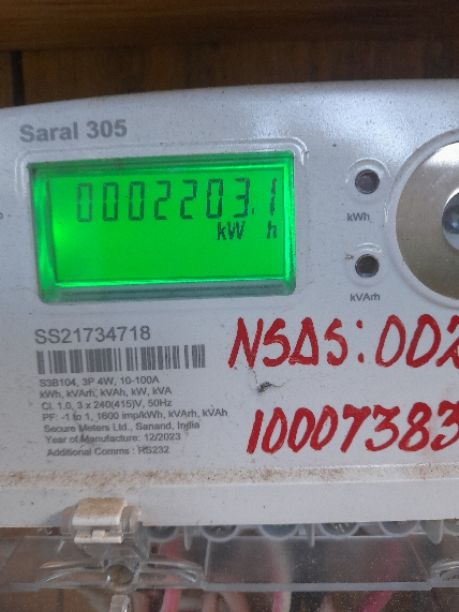 Saral 305
0002203.1
kW h
kWh
kVArh
SS21734718
S3B104, 3P 4W, 10-100A
kWh, kVArh, kVAh, kW, kVA
Cl. 1.0, 3 x 240(415)V, 50Hz
PF: -1 to 1, 1600 imp/kWh, kVArh, kVAh
Secure Meters Ltd., Sanand, India
Year of Manufacture: 12/2023
Additional Comms : RS232
NSΔS: 002
10007383